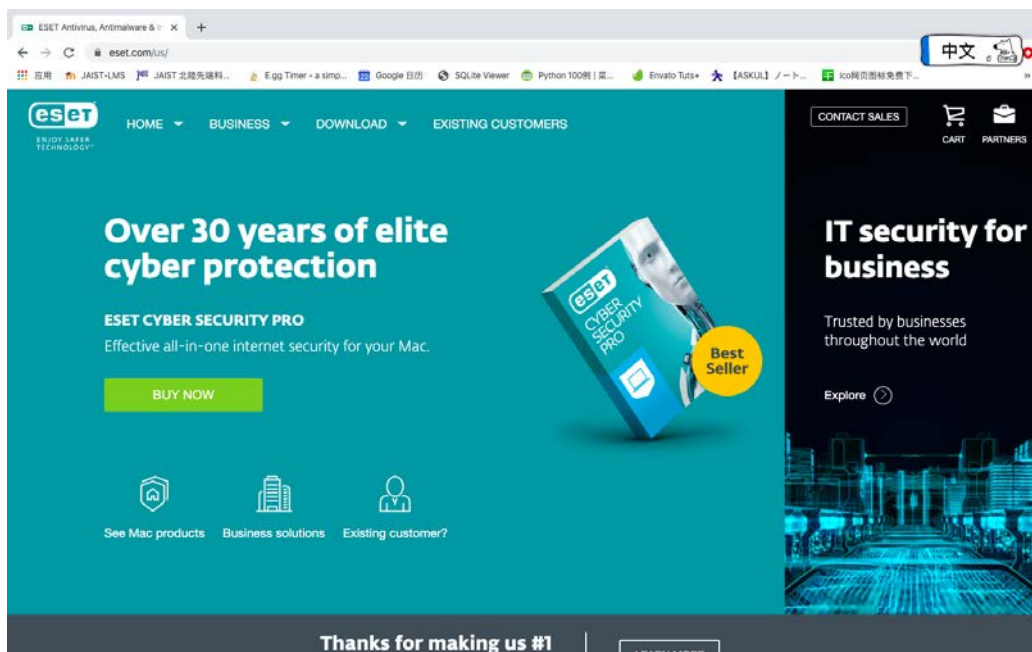 ESET Antivirus, Antimalware & I
eset.com/us/
中文
应用 JAIST-LMS JAIST 北陸先端科... E.gg Timer - a simp... Google 日历 SQLite Viewer Python 100例 | 菜... Envato Tuts+ 【ASKUL】ノート... ico网页图标免费下... »
eset
ENJOY SAFER
TECHNOLOGY™
HOME BUSINESS DOWNLOAD EXISTING CUSTOMERS
CONTACT SALES
CART PARTNERS
Over 30 years of elite
cyber protection
ESET CYBER SECURITY PRO
Effective all-in-one internet security for your Mac.
BUY NOW
eset
CYBER
SECURITY
PRO
Best
Seller
See Mac products Business solutions Existing customer?
IT security for
business
Trusted by businesses
throughout the world
Explore
Thanks for making us #1
LEARN MORE